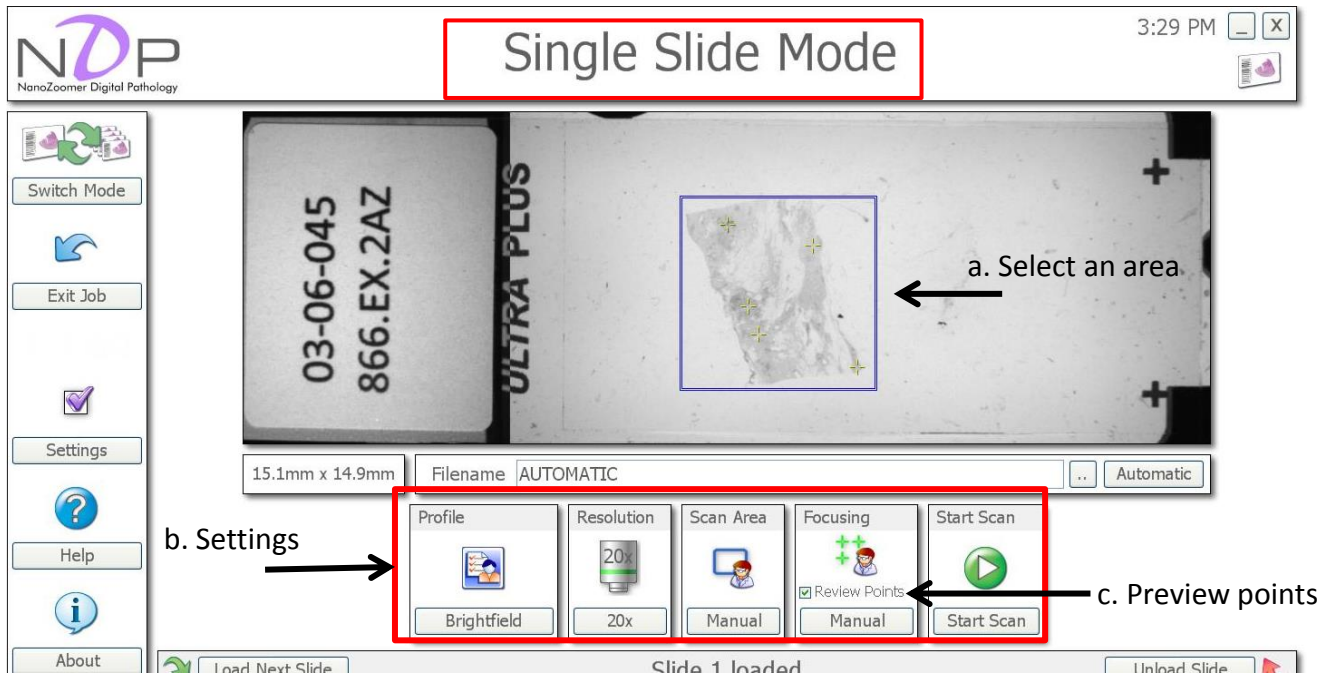 NDP
NanoZoomer Digital Pathology
Single Slide Mode
3:29 PM
X
Switch Mode
Exit Job
Settings
Help
About
03-06-045
866.EX.2AZ
ULTRA PLUS
a. Select an area
15.1mm x 14.9mm
Filename AUTOMATIC
..
Automatic
b. Settings
Profile
Brightfield
Resolution
20x
20x
Scan Area
Manual
Focusing
Review Points
Manual
Start Scan
Start Scan
c. Preview points
Load Next Slide
Slide 1 loaded
Unload Slide